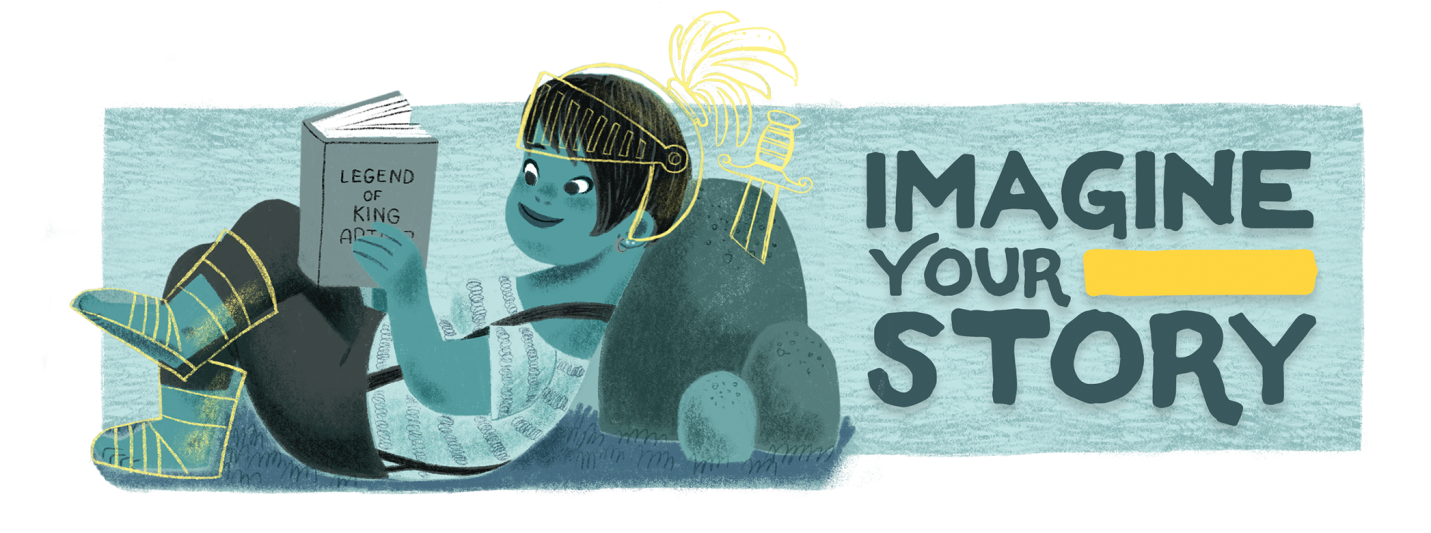 LEGEND
OF
KING
IMAGINE
YOUR
STORY